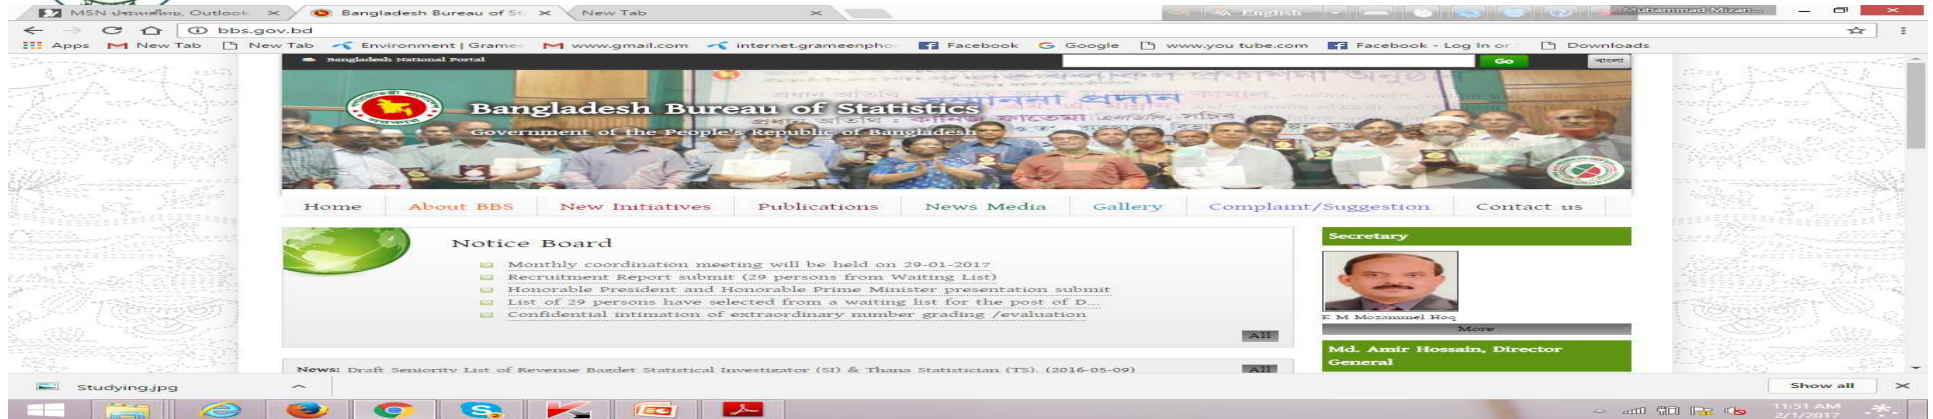 MSN Outlook
Bangladesh Bureau of St
New Tab
English
bbs.gov.bd
Apps
New Tab
New Tab
Environment | Grame
www.gmail.com
internet.grameenpho
Facebook
Google
www.you tube.com
Facebook - Log In or
Downloads
Bangladesh National Portal
Go
বাংলা
Bangladesh Bureau of Statistics
Government of the People's Republic of Bangladesh
Home
About BBS
New Initiatives
Publications
News Media
Gallery
Complaint/Suggestion
Contact us
Notice Board
Monthly coordination meeting will be held on 29-01-2017
Recruitment Report submit (29 persons from Waiting List)
Honorable President and Honorable Prime Minister presentation submit
List of 29 persons have selected from a waiting list for the post of D...
Confidential intimation of extraordinary number grading /evaluation
All
News: Draft Seniority List of Revenue Bagdet Statistical Investigator (SI) & Thana Statistician (TS). (2016-05-09)
All
Secretary
K M Mozammel Hoq
More
Md. Amir Hossain, Director
General
Studying.jpg
Show all
11:51 AM
2/1/2017